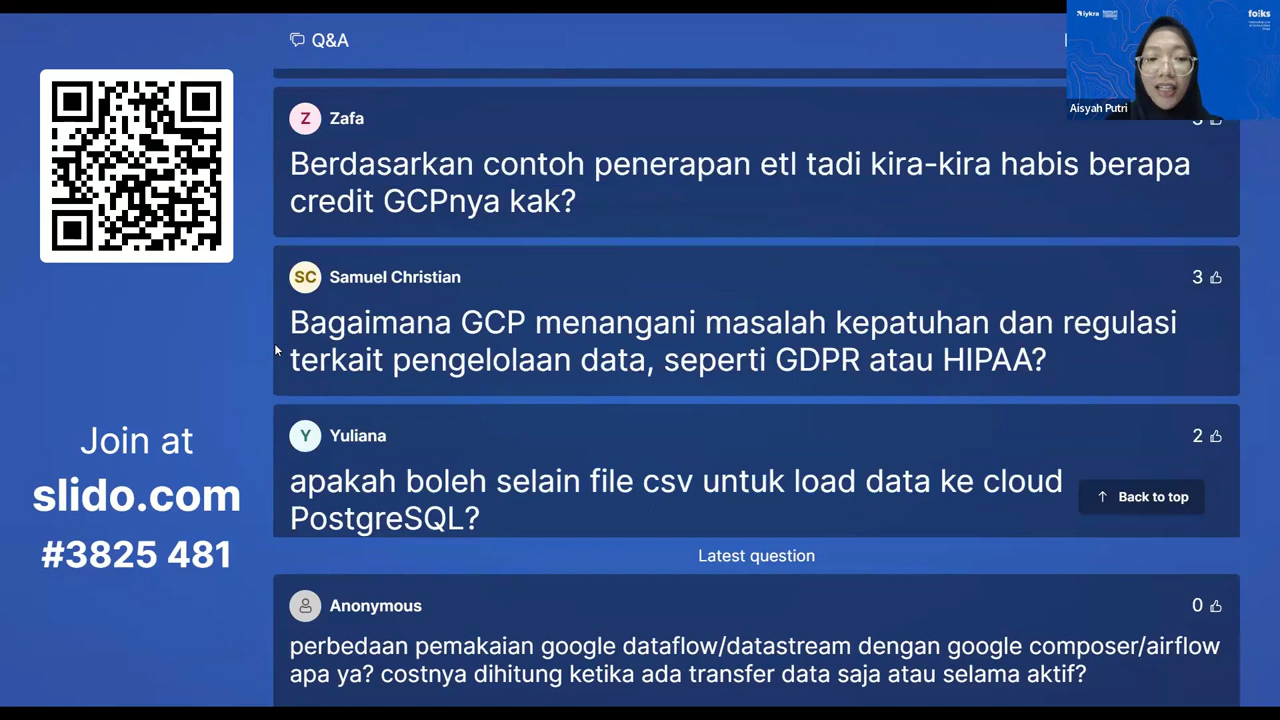 Q&A
iykra
foiks
Aisyah Putri
Z
Zafa
Berdasarkan contoh penerapan etl tadi kira-kira habis berapa
credit GCPnya kak?
SC
Samuel Christian
3
Bagaimana GCP menangani masalah kepatuhan dan regulasi
terkait pengelolaan data, seperti GDPR atau HIPAA?
Y
Yuliana
2
apakah boleh selain file csv untuk load data ke cloud
PostgreSQL?
↑ Back to top
Join at
slido.com
#3825 481
Latest question
Anonymous
0
perbedaan pemakaian google dataflow/datastream dengan google composer/airflow
apa ya? costnya dihitung ketika ada transfer data saja atau selama aktif?